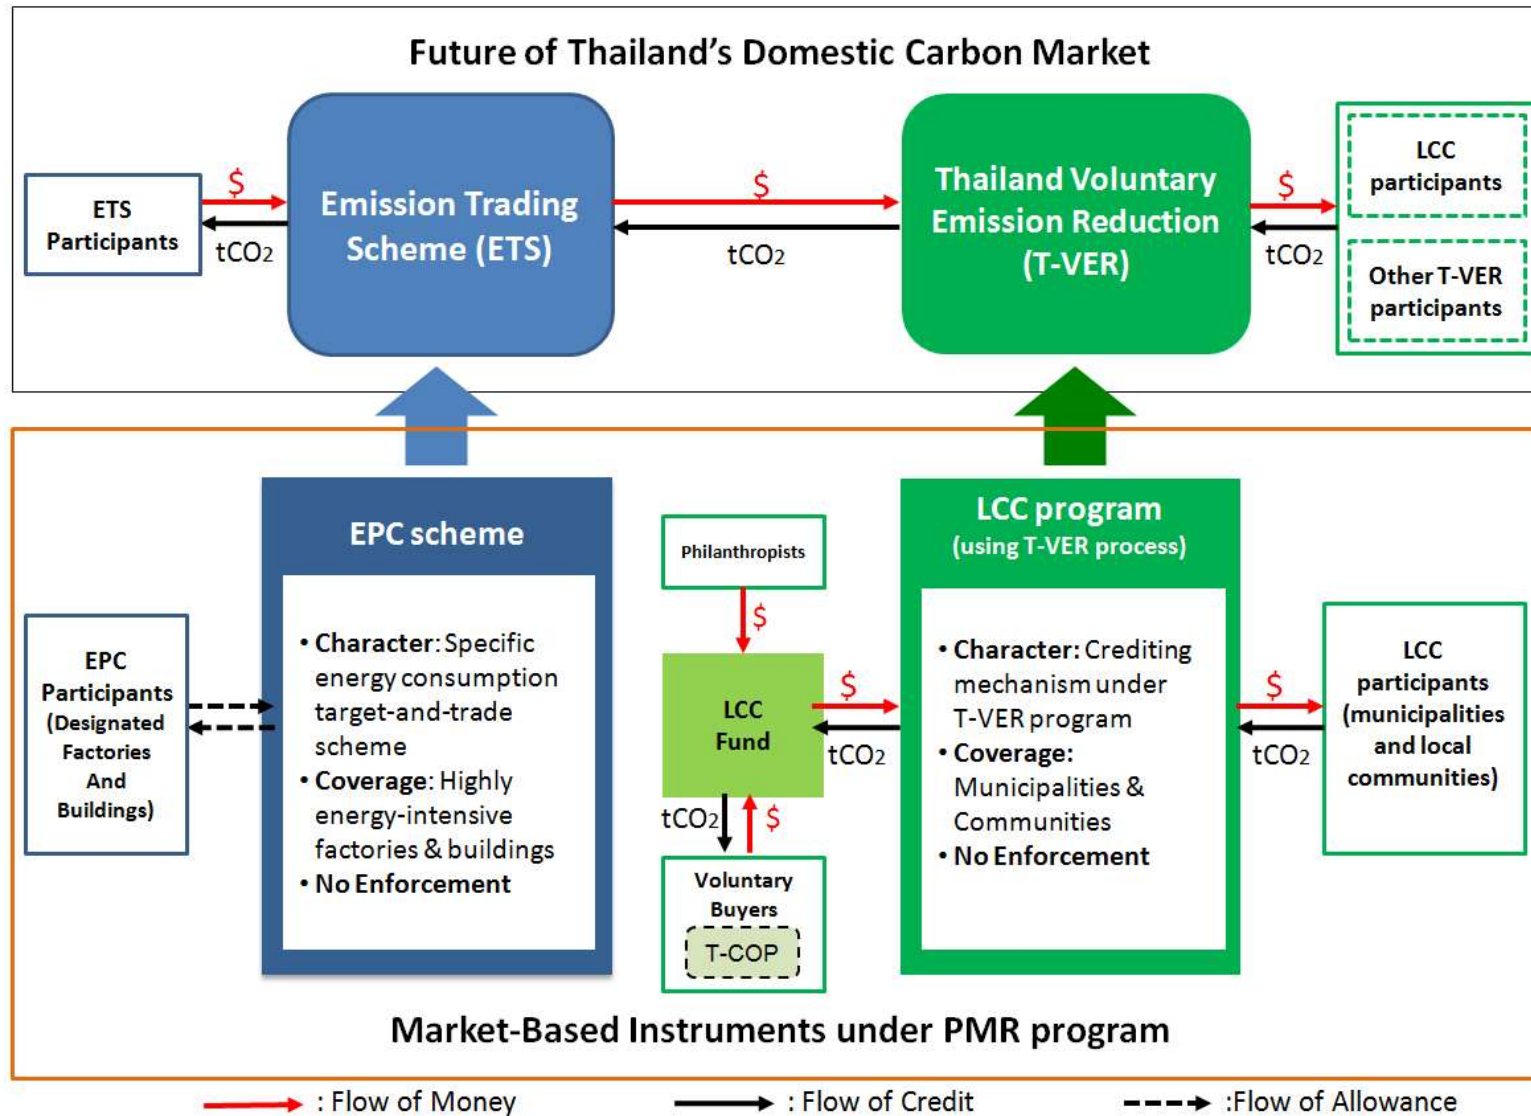 Future of Thailand's Domestic Carbon Market
ETS
Participants
$
tCO2
Emission Trading
Scheme (ETS)
$
tCO2
Thailand Voluntary
Emission Reduction
(T-VER)
$
tCO2
LCC
participants
Other T-VER
participants
EPC
Participants
(Designated
Factories
And
Buildings)
EPC scheme
• Character: Specific
energy consumption
target-and-trade
scheme
• Coverage: Highly
energy-intensive
factories & buildings
• No Enforcement
Philanthropists
$
LCC
Fund
$
tCO2
tCO2
$
Voluntary
Buyers
T-COP
LCC program
(using T-VER process)
• Character: Crediting
mechanism under
T-VER program
• Coverage:
Municipalities &
Communities
• No Enforcement
$
tCO2
LCC
participants
(municipalities
and local
communities)
Market-Based Instruments under PMR program
: Flow of Money
: Flow of Credit
:Flow of Allowance